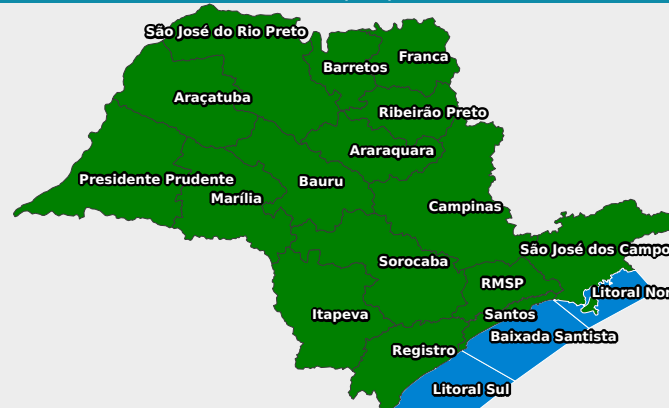 São José do Rio Preto
Franca
Barretos
Araçatuba
Ribeirão Preto
Araraquara
Presidente Prudente
Bauru
Marília
Campinas
São José dos Campo
Sorocaba
RMSP
Litoral Nor
Itapeva
Santos
Baixada Santista
Registro
Litoral Sul